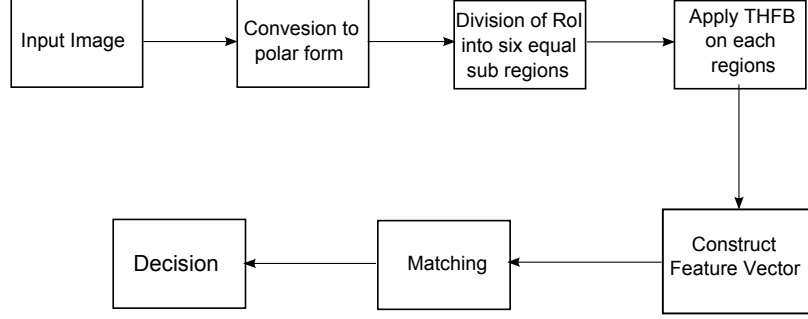 Input Image
Convesion to
polar form
Division of RoI
into six equal
sub regions
Apply THFB
on each
regions
Construct
Feature Vector
Matching
Decision